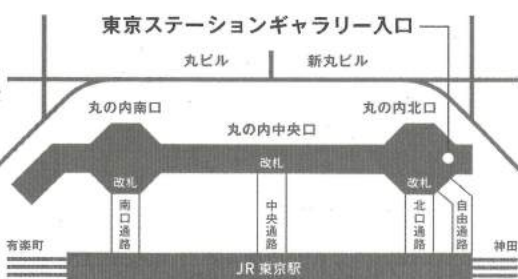 東京ステーションギャラリー入口
丸ビル
新丸ビル
丸の内南口
丸の内北口
丸の内中央口
改札
改札
改札
南口通路
中央通路
北口通路
自由通路
有楽町
神田
JR 東京駅